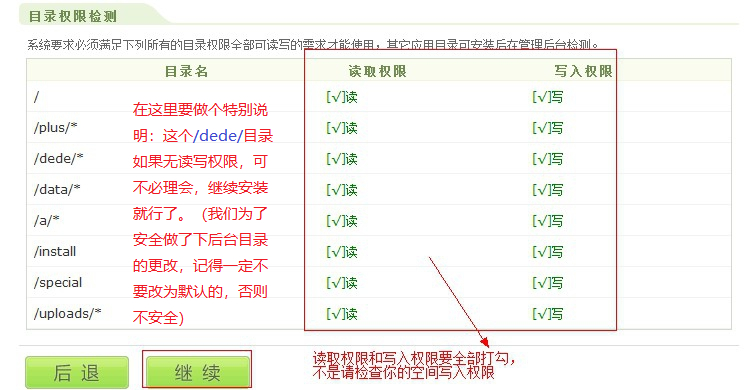 目录权限检测
系统要求必须满足下列所有的目录权限全部可读写的需求才能使用，其它应用目录可安装后在管理后台检测。
目录名 读取权限 写入权限
/ [√]读 [√]写
/plus/* [√]读 [√]写
/dede/* [√]读 [√]写
/data/* [√]读 [√]写
/a/* [√]读 [√]写
/install [√]读 [√]写
/special [√]读 [√]写
/uploads/* [√]读 [√]写
在这里要做个特别说
明：这个/dede/目录
如果无读写权限，可
不必理会，继续安装
就行了。（我们为了
安全做了下后台目录
的更改，记得一定不
要改为默认的，否则
不安全）
读取权限和写入权限要全部打勾，
不是请检查你的空间写入权限
后退 继续